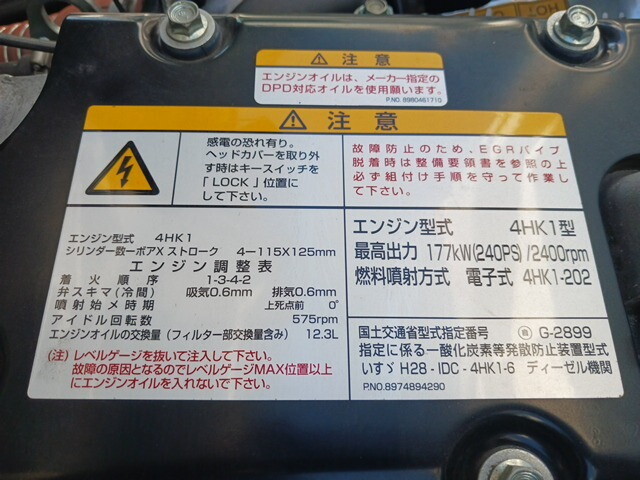 注意
エンジンオイルは、メーカー指定の
DPD対応オイルを使用願います。
P.NO. 8980461710
注意
感電の恐れ有り。
ヘッドカバーを取り外
す時はキースイッチを
「LOCK」位置に
して下さい。
故障防止のため、EGRパイプ
脱着時は整備要領書を参照の上
必ず組付け手順を守って作業し
て下さい。
エンジン型式 4HK1
シリンダー数ーボアXストローク 4ー115X125mm
エンジン調整表
着火順序 1-3-4-2
弁スキマ(冷間) 吸気0.6mm 排気0.6mm
噴射始メ時期 上死点前 0°
アイドル回転数 575rpm
エンジンオイルの交換量(フィルター部交換量含み) 12.3L
(注)レベルゲージを抜いて注入して下さい。
故障の原因となるのでレベルゲージMAX位置以上
にエンジンオイルを入れないで下さい。
エンジン型式 4HK1型
最高出力 177kW(240PS)/2400rpm
燃料噴射方式 電子式 4HK1-202
国土交通省型式指定番号 G-2899
指定に係る一酸化炭素等発散防止装置型式
いすゞ H28-IDC-4HK1-6 ディーゼル機関
P.NO.8974894290